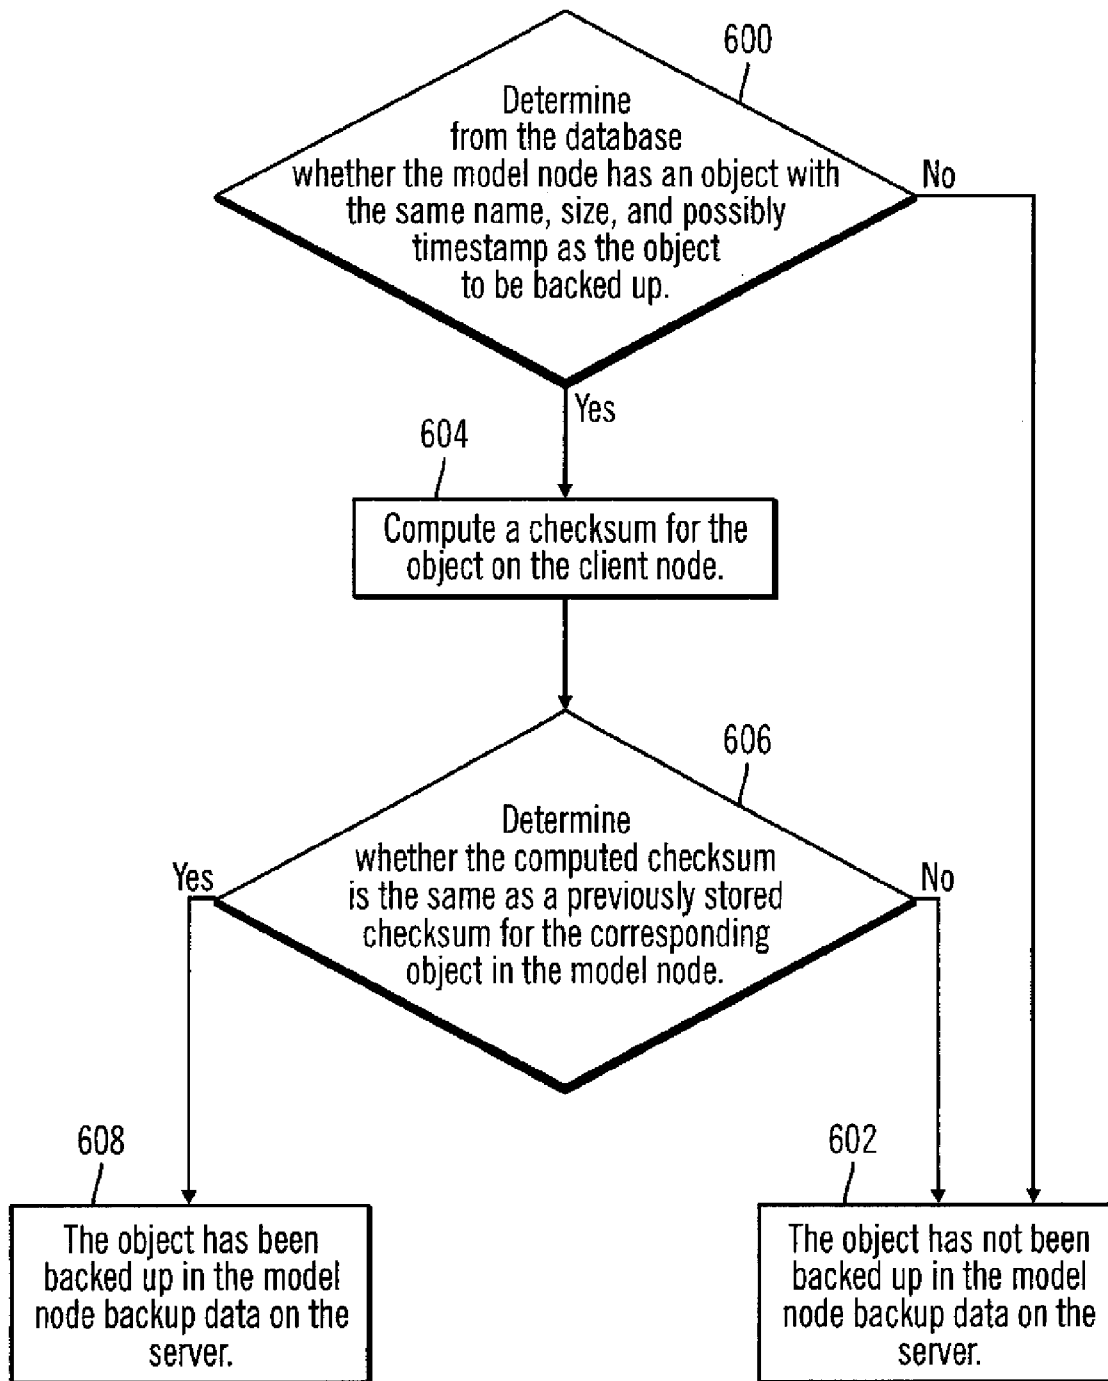 600
Determine
from the database
whether the model node has an object with
the same name, size, and possibly
timestamp as the object
to be backed up.
No
Yes
604
Compute a checksum for the
object on the client node.
606
Determine
whether the computed checksum
is the same as a previously stored
checksum for the corresponding
object in the model node.
Yes
No
608
The object has been
backed up in the model
node backup data on the
server.
602
The object has not been
backed up in the model
node backup data on the
server.